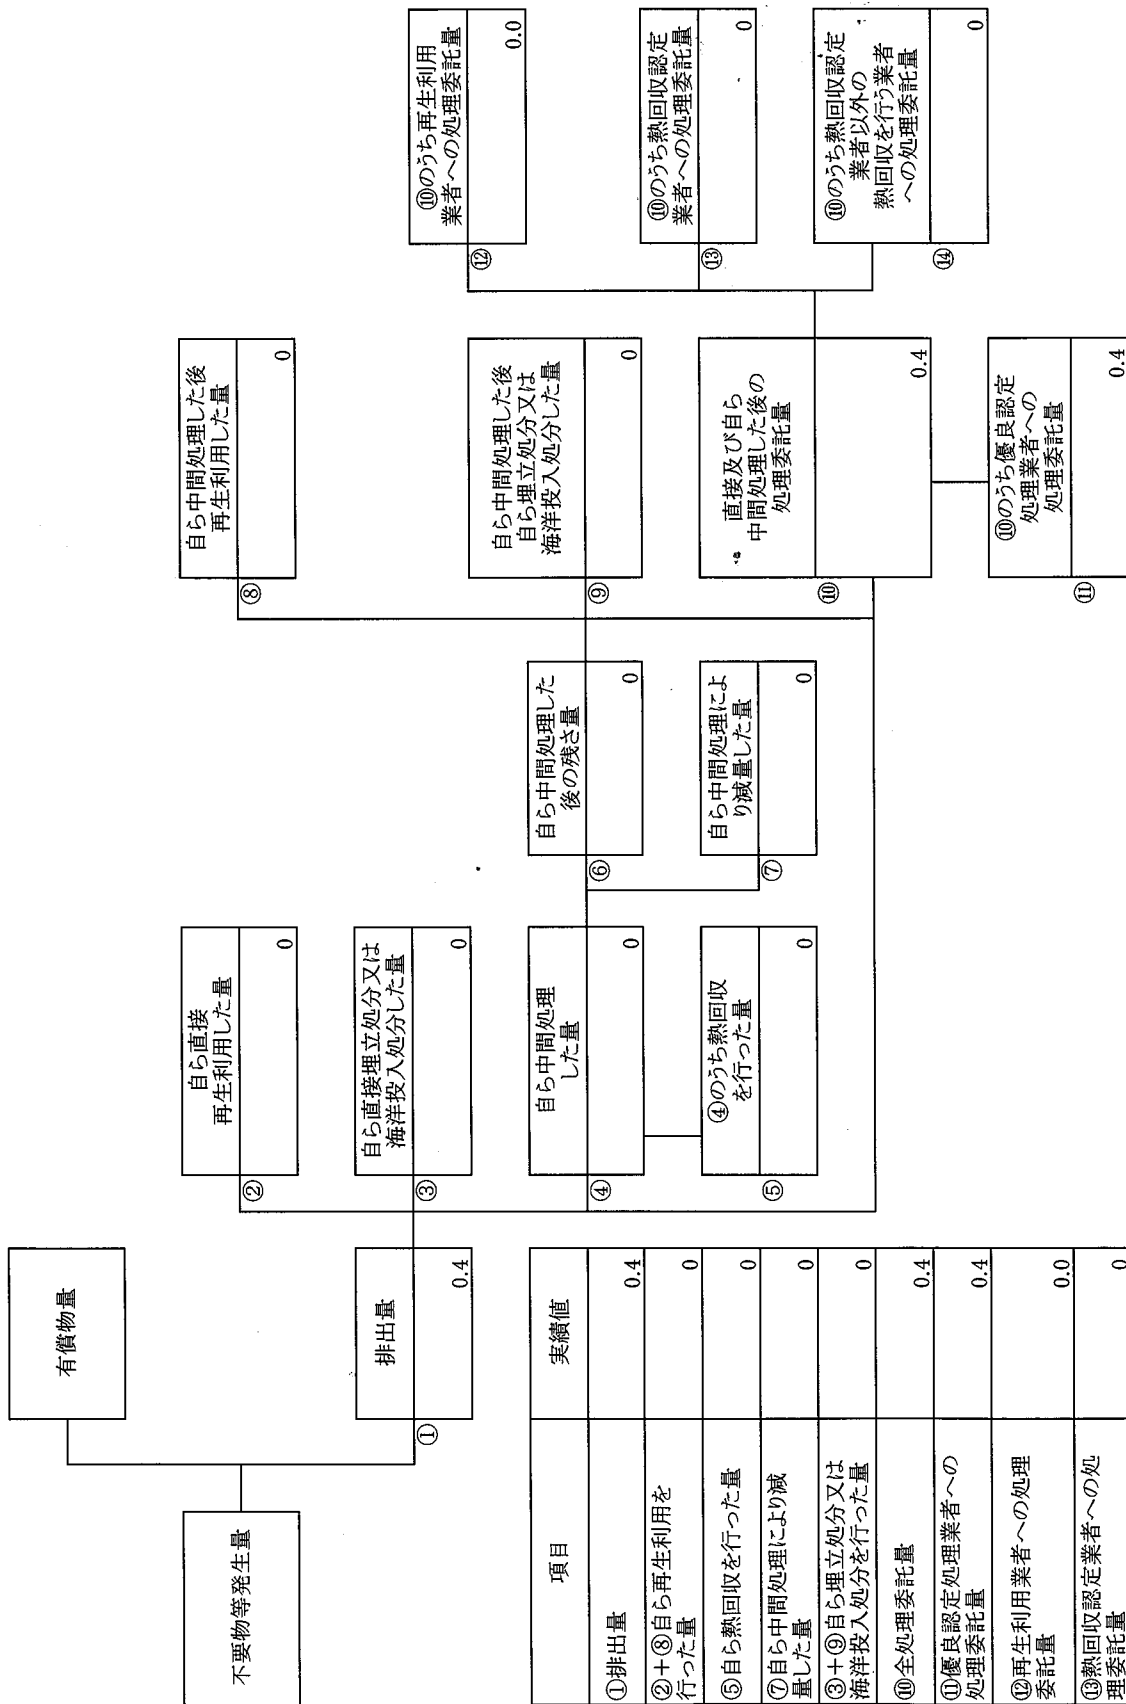 不要物等発生量
有償物量
排出量
①
0.4
自ら直接
再生利用した量
②
0
自ら直接埋立処分又は
海洋投入処分した量
③
0
自ら中間処理
した量
④
0
④のうち熱回収
を行った量
⑤
0
自ら中間処理した
後の残さ量
⑥
0
自ら中間処理によ
り減量した量
⑦
0
自ら中間処理した後
再生利用した量
⑧
0
自ら中間処理した後
自ら埋立処分又は
海洋投入処分した量
⑨
0
直接及び自ら
中間処理した後の
処理委託量
⑩
0.4
⑩のうち優良認定
処理業者への
処理委託量
⑪
0.4
⑩のうち再生利用
業者への処理委託量
⑫
0.0
⑩のうち熱回収認定
業者への処理委託量
⑬
0
⑩のうち熱回収認定
業者以外の
熱回収を行う業者
への処理委託量
⑭
0
項目 実績値
①排出量 0.4
②+⑧自ら再生利用を
行った量 0
⑤自ら熱回収を行った量 0
⑦自ら中間処理により減
量した量 0
③+⑨自ら埋立処分又は
海洋投入処分を行った量 0
⑩全処理委託量 0.4
⑪優良認定処理業者への
処理委託量 0.4
⑫再生利用業者への処理
委託量 0.0
⑬熱回収認定業者への処
理委託量 0